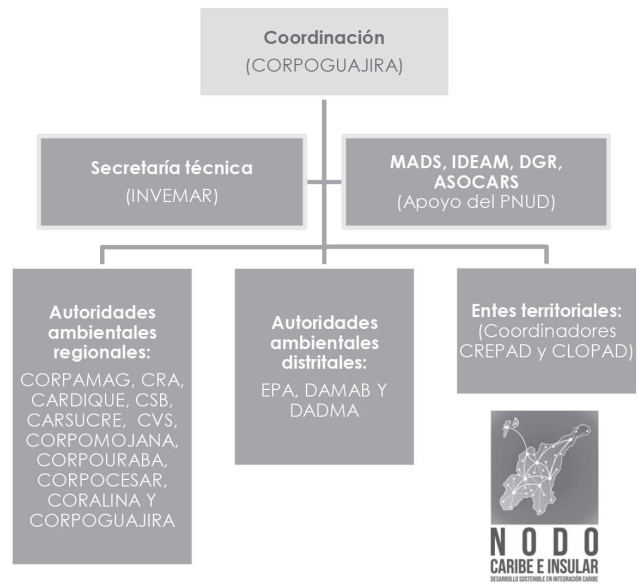 Coordinación
(CORPOGUAJIRA)
Secretaría técnica
(INVEMAR)
MADS, IDEAM, DGR,
ASOCARS
(Apoyo del PNUD)
Autoridades
ambientales
regionales:
CORPAMAG, CRA,
CARDIQUE, CSB,
CARSUCRE, CVS,
CORPOMOJANA,
CORPOURABA,
CORPOCESAR,
CORALINA Y
CORPOGUAJIRA
Autoridades
ambientales
distritales:
EPA, DAMAB Y
DADMA
Entes territoriales:
(Coordinadores
CREPAD y CLOPAD)
NODO
CARIBE E INSULAR
DESARROLLO SOSTENIBLE EN INTEGRACIÓN CARIBE